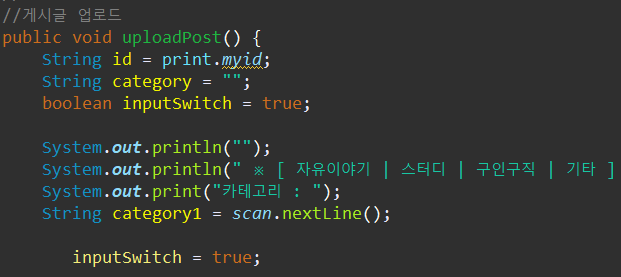 //게시글 업로드
public void uploadPost() {
String id = print.myid;
String category = "";
boolean inputSwitch = true;
System.out.println("");
System.out.println(" ※ [ 자유이야기 | 스터디 | 구인구직 | 기타 ]
System.out.print("카테고리 : ");
String category1 = scan.nextLine();
inputSwitch = true;